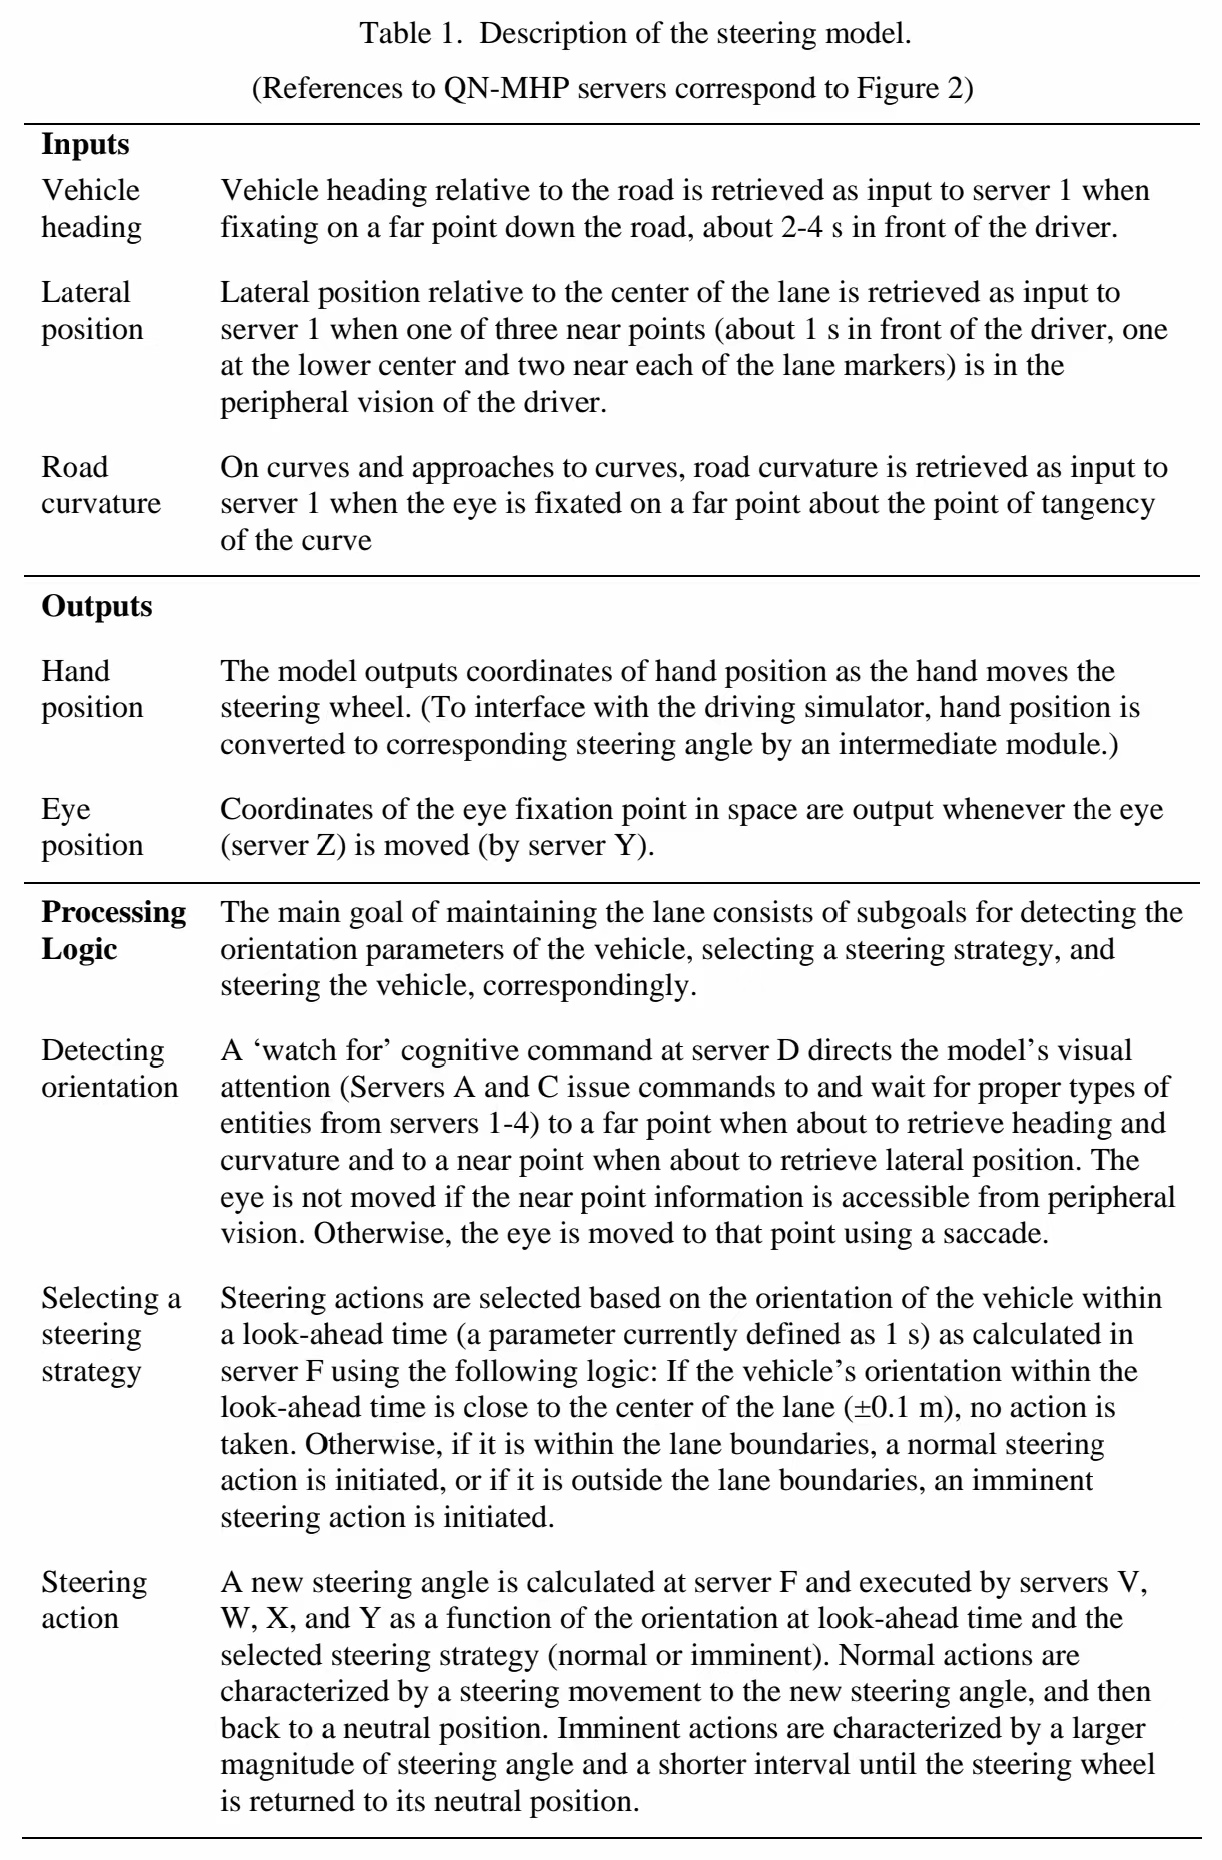 Table 1.  Description of the steering model.
(References to QN-MHP servers correspond to Figure 2)
Inputs
Vehicle heading relative to the road is retrieved as input to server 1 when
Vehicle
heading
fixating on a far point down the road, about 2-4 s in front of the driver.
Lateral
position
Lateral position relative to the center of the lane is retrieved as input to
server 1 when one of three near points (about 1 s in front of the driver, one
at the lower center and two near each of the lane markers) is in the
peripheral vision of the driver.
Road
curvature
On curves and approaches to curves, road curvature is retrieved as input to
server 1 when the eye is fixated on a far point about the point of tangency
of the curve
Outputs
Hand
position
The model outputs coordinates of hand position as the hand moves the
steering wheel. (To interface with the driving simulator, hand position is
converted to corresponding steering angle by an intermediate module.)
Eye
position
Coordinates of the eye fixation point in space are output whenever the eye
(server Z) is moved (by server Y).
Processing
Logic
The main goal of maintaining the lane consists of subgoals for detecting the
orientation parameters of the vehicle, selecting a steering strategy, and
steering the vehicle, correspondingly.
Detecting
orientation
A ‘watch for’ cognitive command at server D directs the model’s visual
attention (Servers A and C issue commands to and wait for proper types of
entities from servers 1-4) to a far point when about to retrieve heading and
curvature and to a near point when about to retrieve lateral position. The
eye is not moved if the near point information is accessible from peripheral
vision. Otherwise, the eye is moved to that point using a saccade.
Selecting a
steering
strategy
Steering actions are selected based on the orientation of the vehicle within
a look-ahead time (a parameter currently defined as 1 s) as calculated in
server F using the following logic: If the vehicle’s orientation within the
look-ahead time is close to the center of the lane (±0.1 m), no action is
taken. Otherwise, if it is within the lane boundaries, a normal steering
action is initiated, or if it is outside the lane boundaries, an imminent
steering action is initiated.
Steering
action
A new steering angle is calculated at server F and executed by servers V,
W, X, and Y as a function of the orientation at look-ahead time and the
selected steering strategy (normal or imminent). Normal actions are
characterized by a steering movement to the new steering angle, and then
back to a neutral position. Imminent actions are characterized by a larger
magnitude of steering angle and a shorter interval until the steering wheel
is returned to its neutral position.